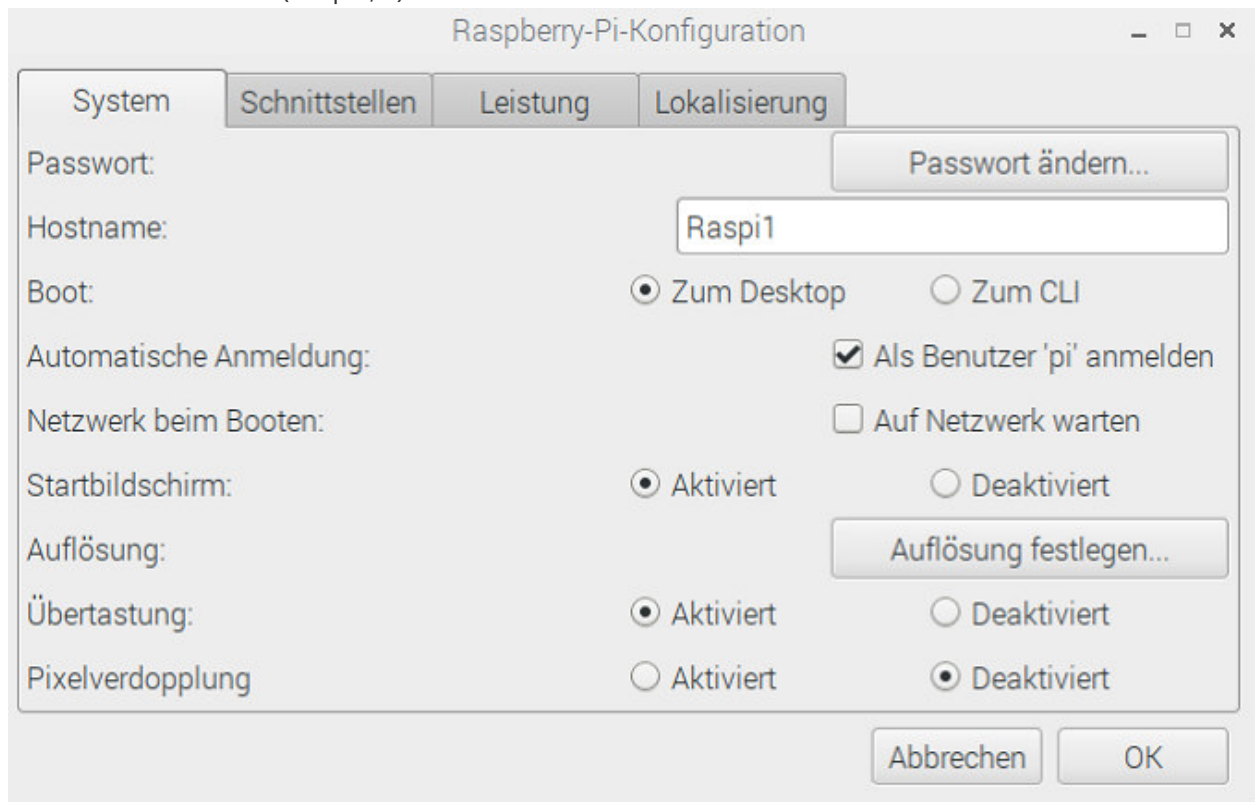 Raspberry-Pi-Konfiguration
System Schnittstellen Leistung Lokalisierung
Passwort: Passwort ändern...
Hostname: Raspi1
Boot: Zum Desktop Zum CLI
Automatische Anmeldung: Als Benutzer 'pi' anmelden
Netzwerk beim Booten: Auf Netzwerk warten
Startbildschirm: Aktiviert Deaktiviert
Auflösung: Auflösung festlegen...
Übertastung: Aktiviert Deaktiviert
Pixelverdopplung Aktiviert Deaktiviert
Abbrechen OK